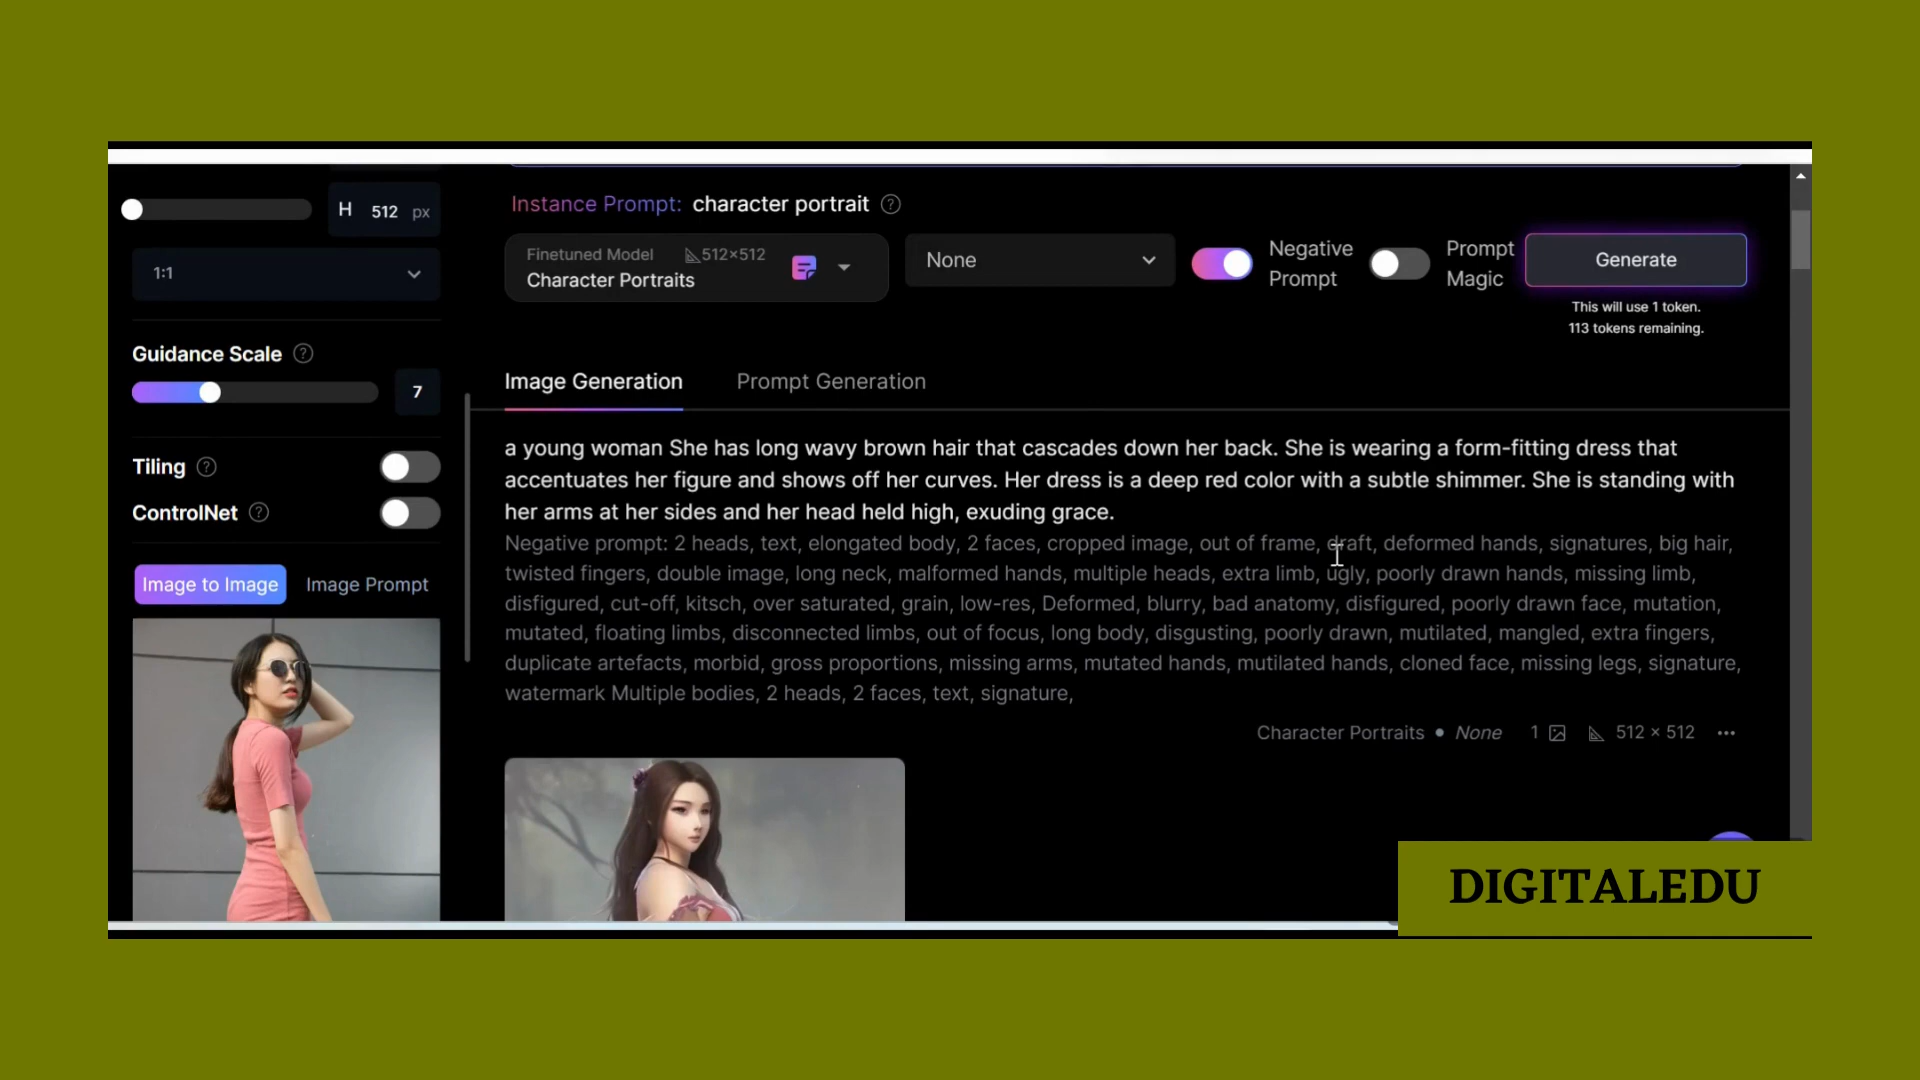 H 512 px
1:1
Guidance Scale ?
7
Tiling ?
ControlNet ?
Image to Image Image Prompt
Instance Prompt: character portrait ?
Finetuned Model 512×512
Character Portraits
None
Negative
Prompt
Prompt
Magic
Generate
This will use 1 token.
113 tokens remaining.
Image Generation Prompt Generation
a young woman She has long wavy brown hair that cascades down her back. She is wearing a form-fitting dress that
accentuates her figure and shows off her curves. Her dress is a deep red color with a subtle shimmer. She is standing with
her arms at her sides and her head held high, exuding grace.
Negative prompt: 2 heads, text, elongated body, 2 faces, cropped image, out of frame, draft, deformed hands, signatures, big hair,
twisted fingers, double image, long neck, malformed hands, multiple heads, extra limb, ugly, poorly drawn hands, missing limb,
disfigured, cut-off, kitsch, over saturated, grain, low-res, Deformed, blurry, bad anatomy, disfigured, poorly drawn face, mutation,
mutated, floating limbs, disconnected limbs, out of focus, long body, disgusting, poorly drawn, mutilated, mangled, extra fingers,
duplicate artefacts, morbid, gross proportions, missing arms, mutated hands, mutilated hands, cloned face, missing legs, signature,
watermark Multiple bodies, 2 heads, 2 faces, text, signature,
Character Portraits • None 1 512 × 512 ...
DIGITALEDU